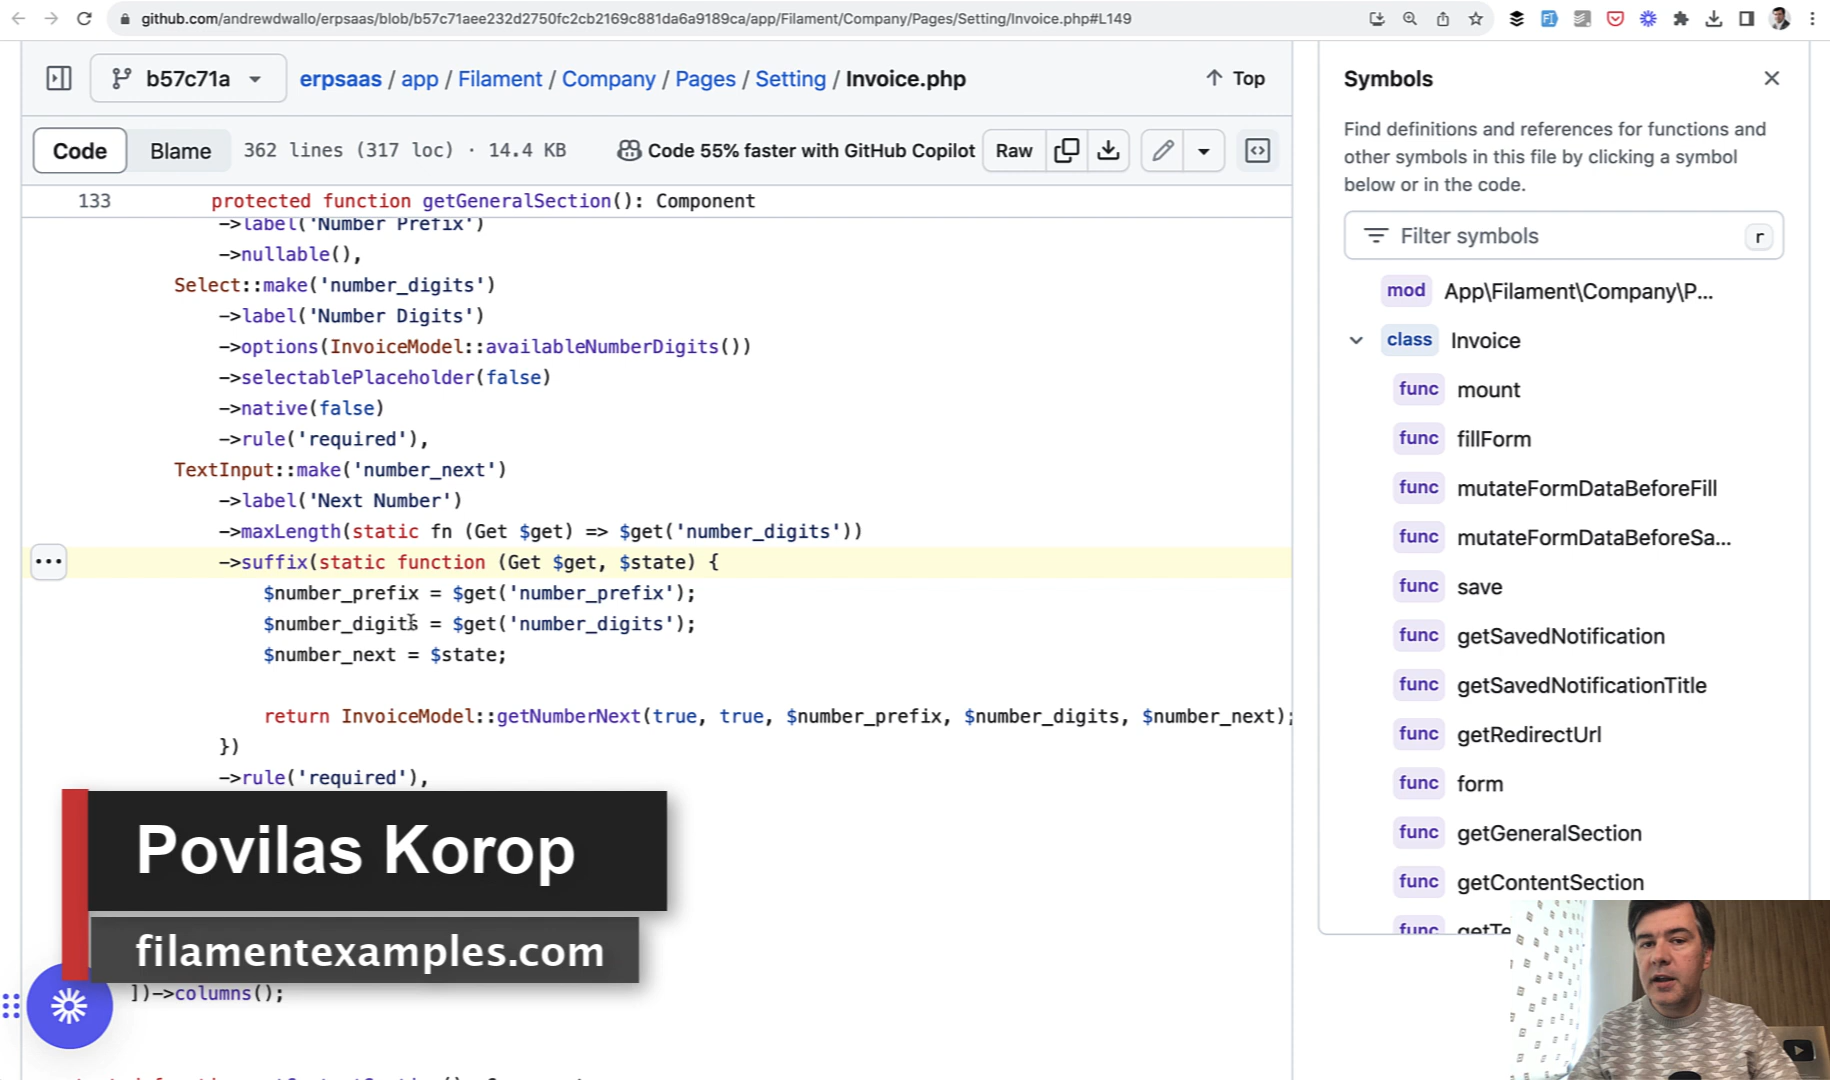 github.com/andrewdwallo/erpsaas/blob/b57c71aee232d2750fc2cb2169c881da6a9189ca/app/Filament/Company/Pages/Setting/Invoice.php#L149
b57c71a
erpsaas / app / Filament / Company / Pages / Setting / Invoice.php
Top
Code
Blame
362 lines (317 loc) · 14.4 KB
Code 55% faster with GitHub Copilot
Raw
133 protected function getGeneralSection(): Component
->label('Number Prefix')
->nullable(),
Select::make('number_digits')
->label('Number Digits')
->options(InvoiceModel::availableNumberDigits())
->selectablePlaceholder(false)
->native(false)
->rule('required'),
TextInput::make('number_next')
->label('Next Number')
->maxLength(static fn (Get $get) => $get('number_digits'))
->suffix(static function (Get $get, $state) {
$number_prefix = $get('number_prefix');
$number_digits = $get('number_digits');
$number_next = $state;
return InvoiceModel::getNumberNext(true, true, $number_prefix, $number_digits, $number_next);
})
->rule('required'),
Povilas Korop
filamentexamples.com
])->columns();
Symbols
Find definitions and references for functions and
other symbols in this file by clicking a symbol
below or in the code.
Filter symbols
r
mod App\Filament\Company\P...
class Invoice
func mount
func fillForm
func mutateFormDataBeforeFill
func mutateFormDataBeforeSa...
func save
func getSavedNotification
func getSavedNotificationTitle
func getRedirectUrl
func form
func getGeneralSection
func getContentSection
func getTe